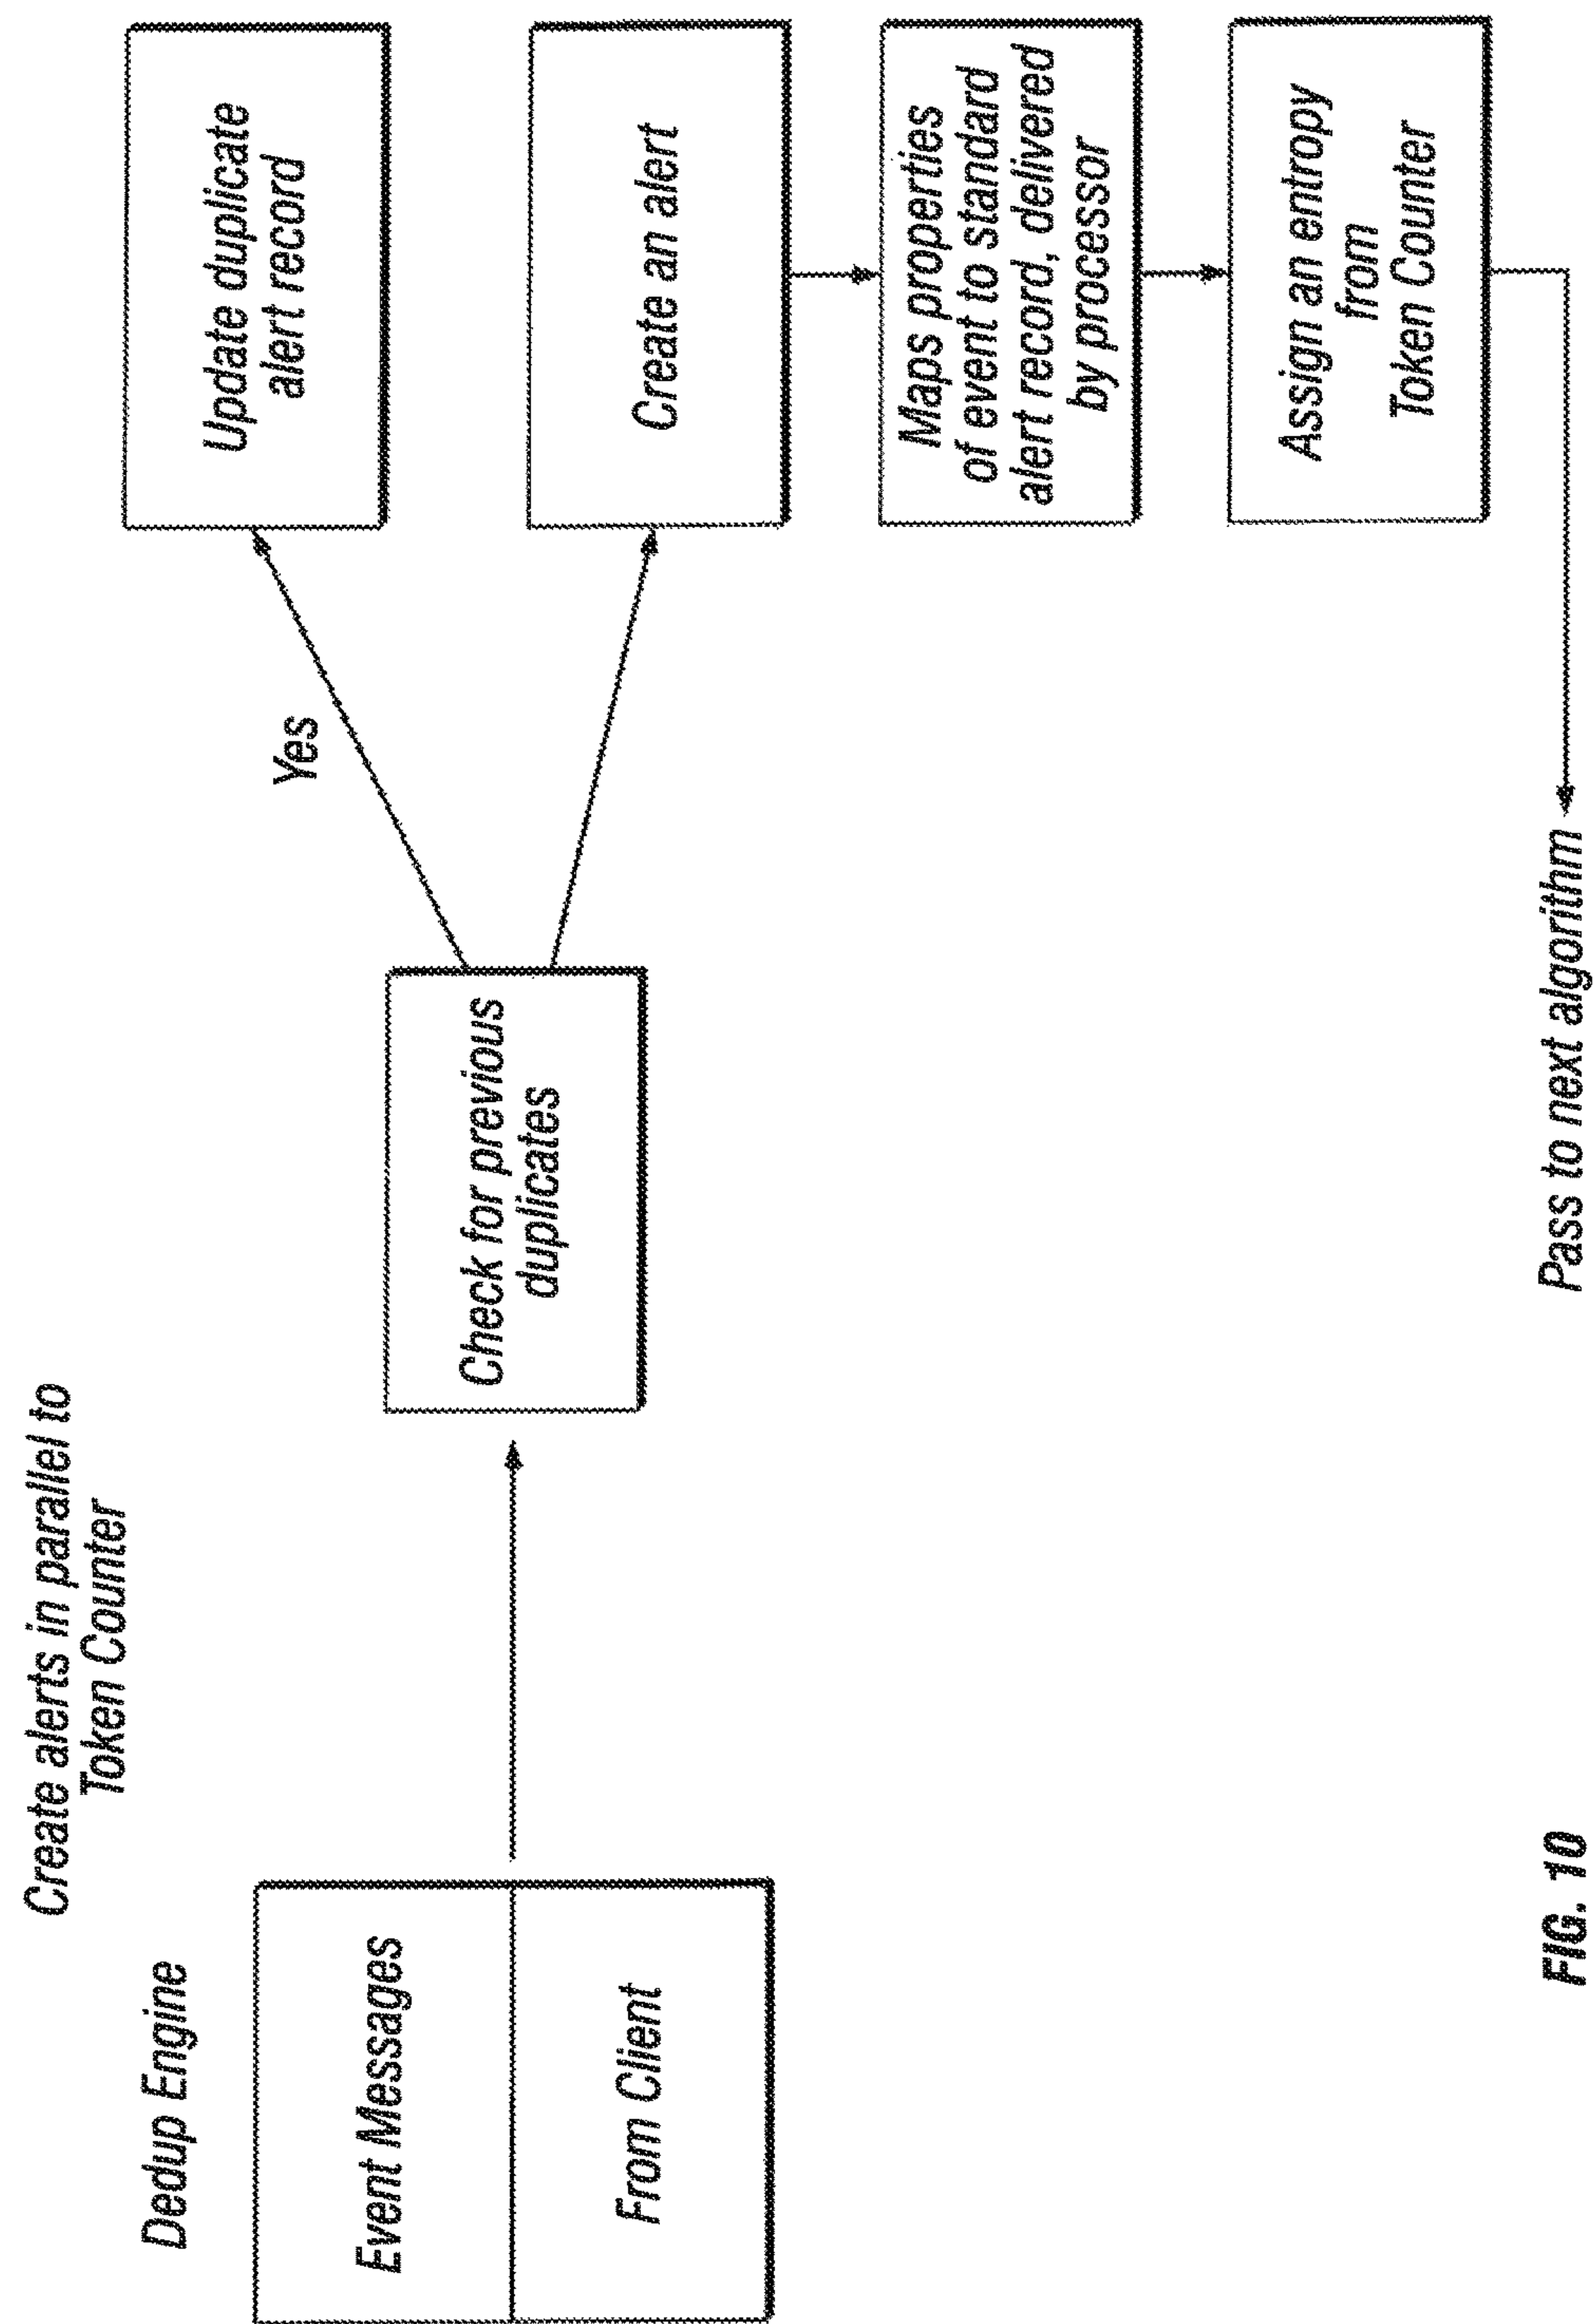 Create alerts in parallel to
Token Counter
Dedup Engine
Event Messages
From Client
Check for previous
duplicates
Yes
Update duplicate
alert record
Create an alert
Maps properties
of event to standard
alert record, delivered
by processor
Assign an entropy
from
Token Counter
Pass to next algorithm
FIG. 10